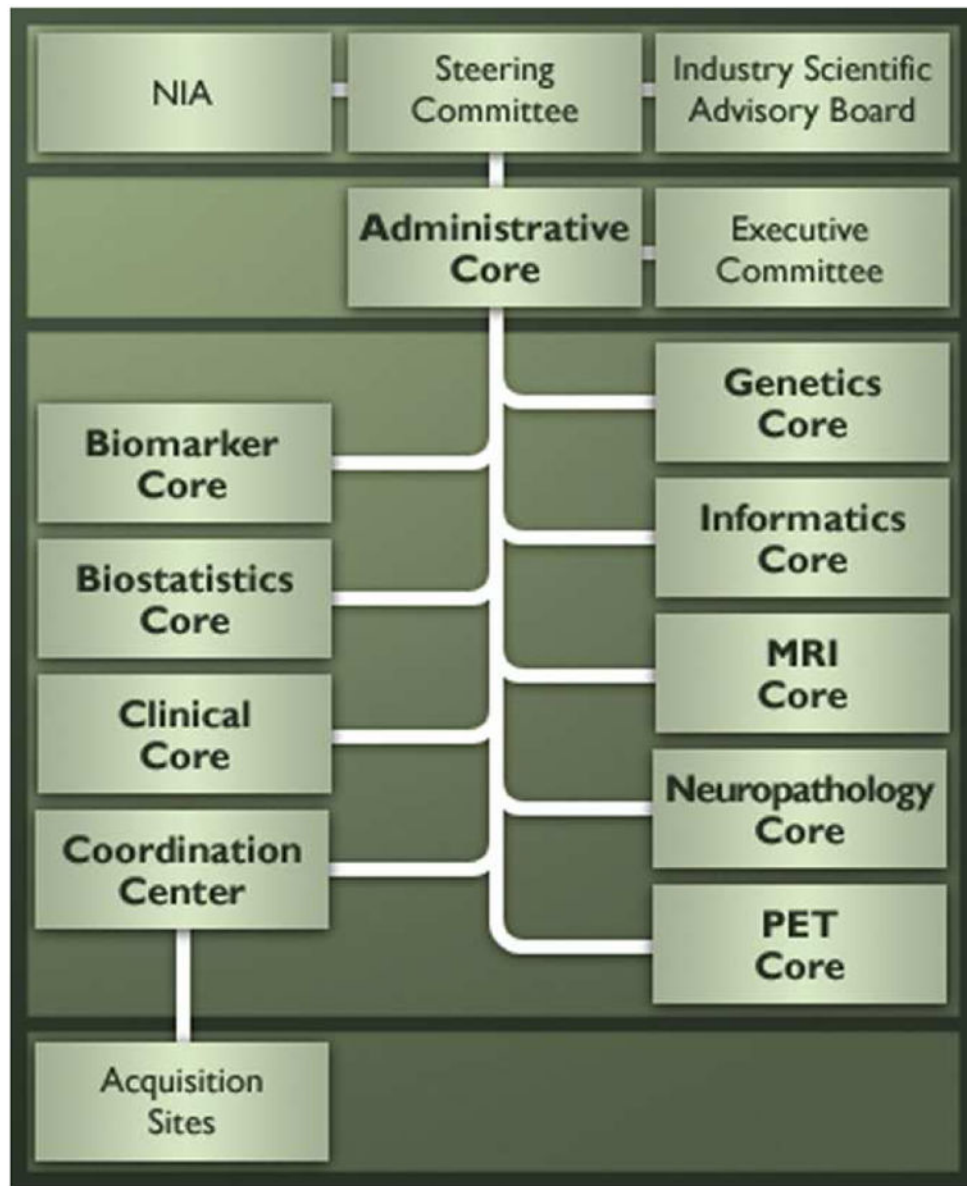 NIA
Steering
Committee
Industry Scientific
Advisory Board
Administrative
Core
Executive
Committee
Biomarker
Core
Biostatistics
Core
Clinical
Core
Coordination
Center
Genetics
Core
Informatics
Core
MRI
Core
Neuropathology
Core
PET
Core
Acquisition
Sites